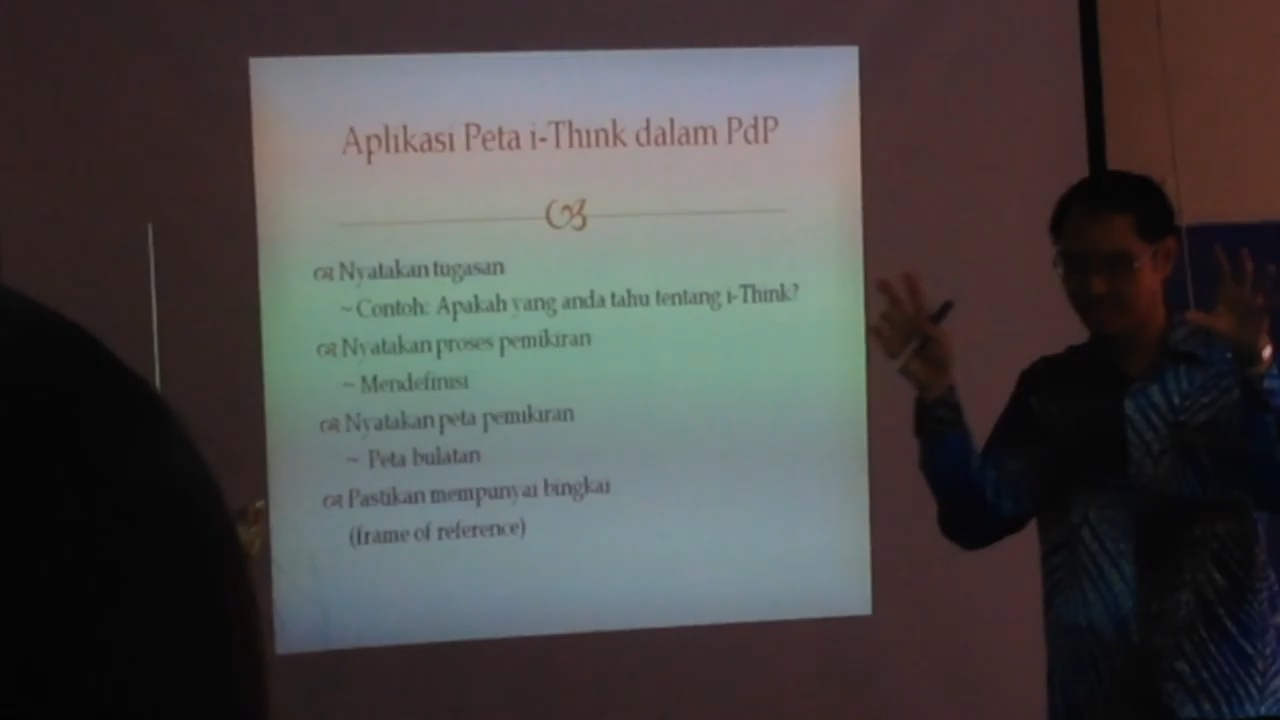 Aplikasi Peta i-Think dalam PdP
Nyatakan tugasan
~ Contoh: Apakah yang anda tahu tentang i-Think?
Nyatakan proses pemikiran
~ Mendefinisi
Nyatakan peta pemikiran
~ Peta bulatan
Pastikan mempunyai bingkai
(frame of reference)